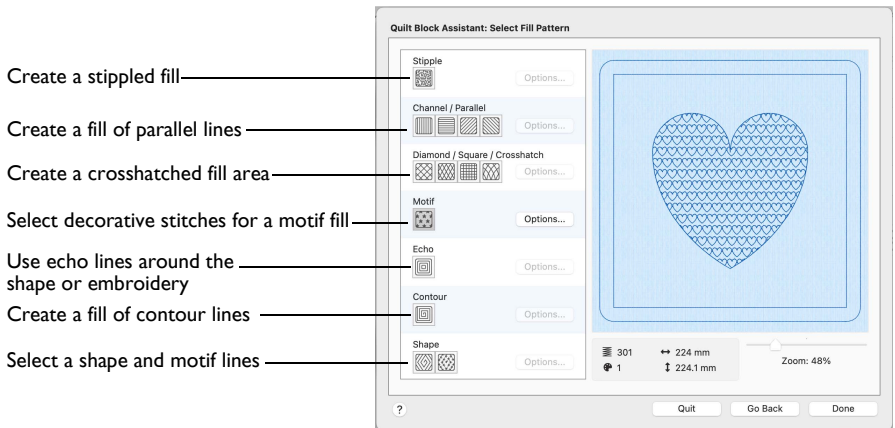 Quilt Block Assistant: Select Fill Pattern
Create a stippled fill
Stipple
Options...
Create a fill of parallel lines
Channel / Parallel
Options...
Create a crosshatched fill area
Diamond / Square / Crosshatch
Options...
Select decorative stitches for a motif fill
Motif
Options...
Use echo lines around the
shape or embroidery
Echo
Options...
Create a fill of contour lines
Contour
Options...
Select a shape and motif lines
Shape
Options...
301
224 mm
1
224.1 mm
Zoom: 48%
?
Quit
Go Back
Done